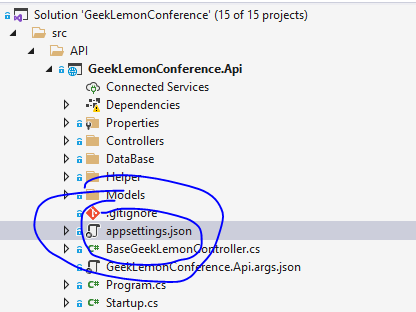 Solution 'GeekLemonConference' (15 of 15 projects)
src
API
GeekLemonConference.Api
Connected Services
Dependencies
Properties
Controllers
DataBase
Helper
Models
.gitignore
appsettings.json
C# BaseGeekLemonController.cs
GeekLemonConference.Api.args.json
C# Program.cs
C# Startup.cs